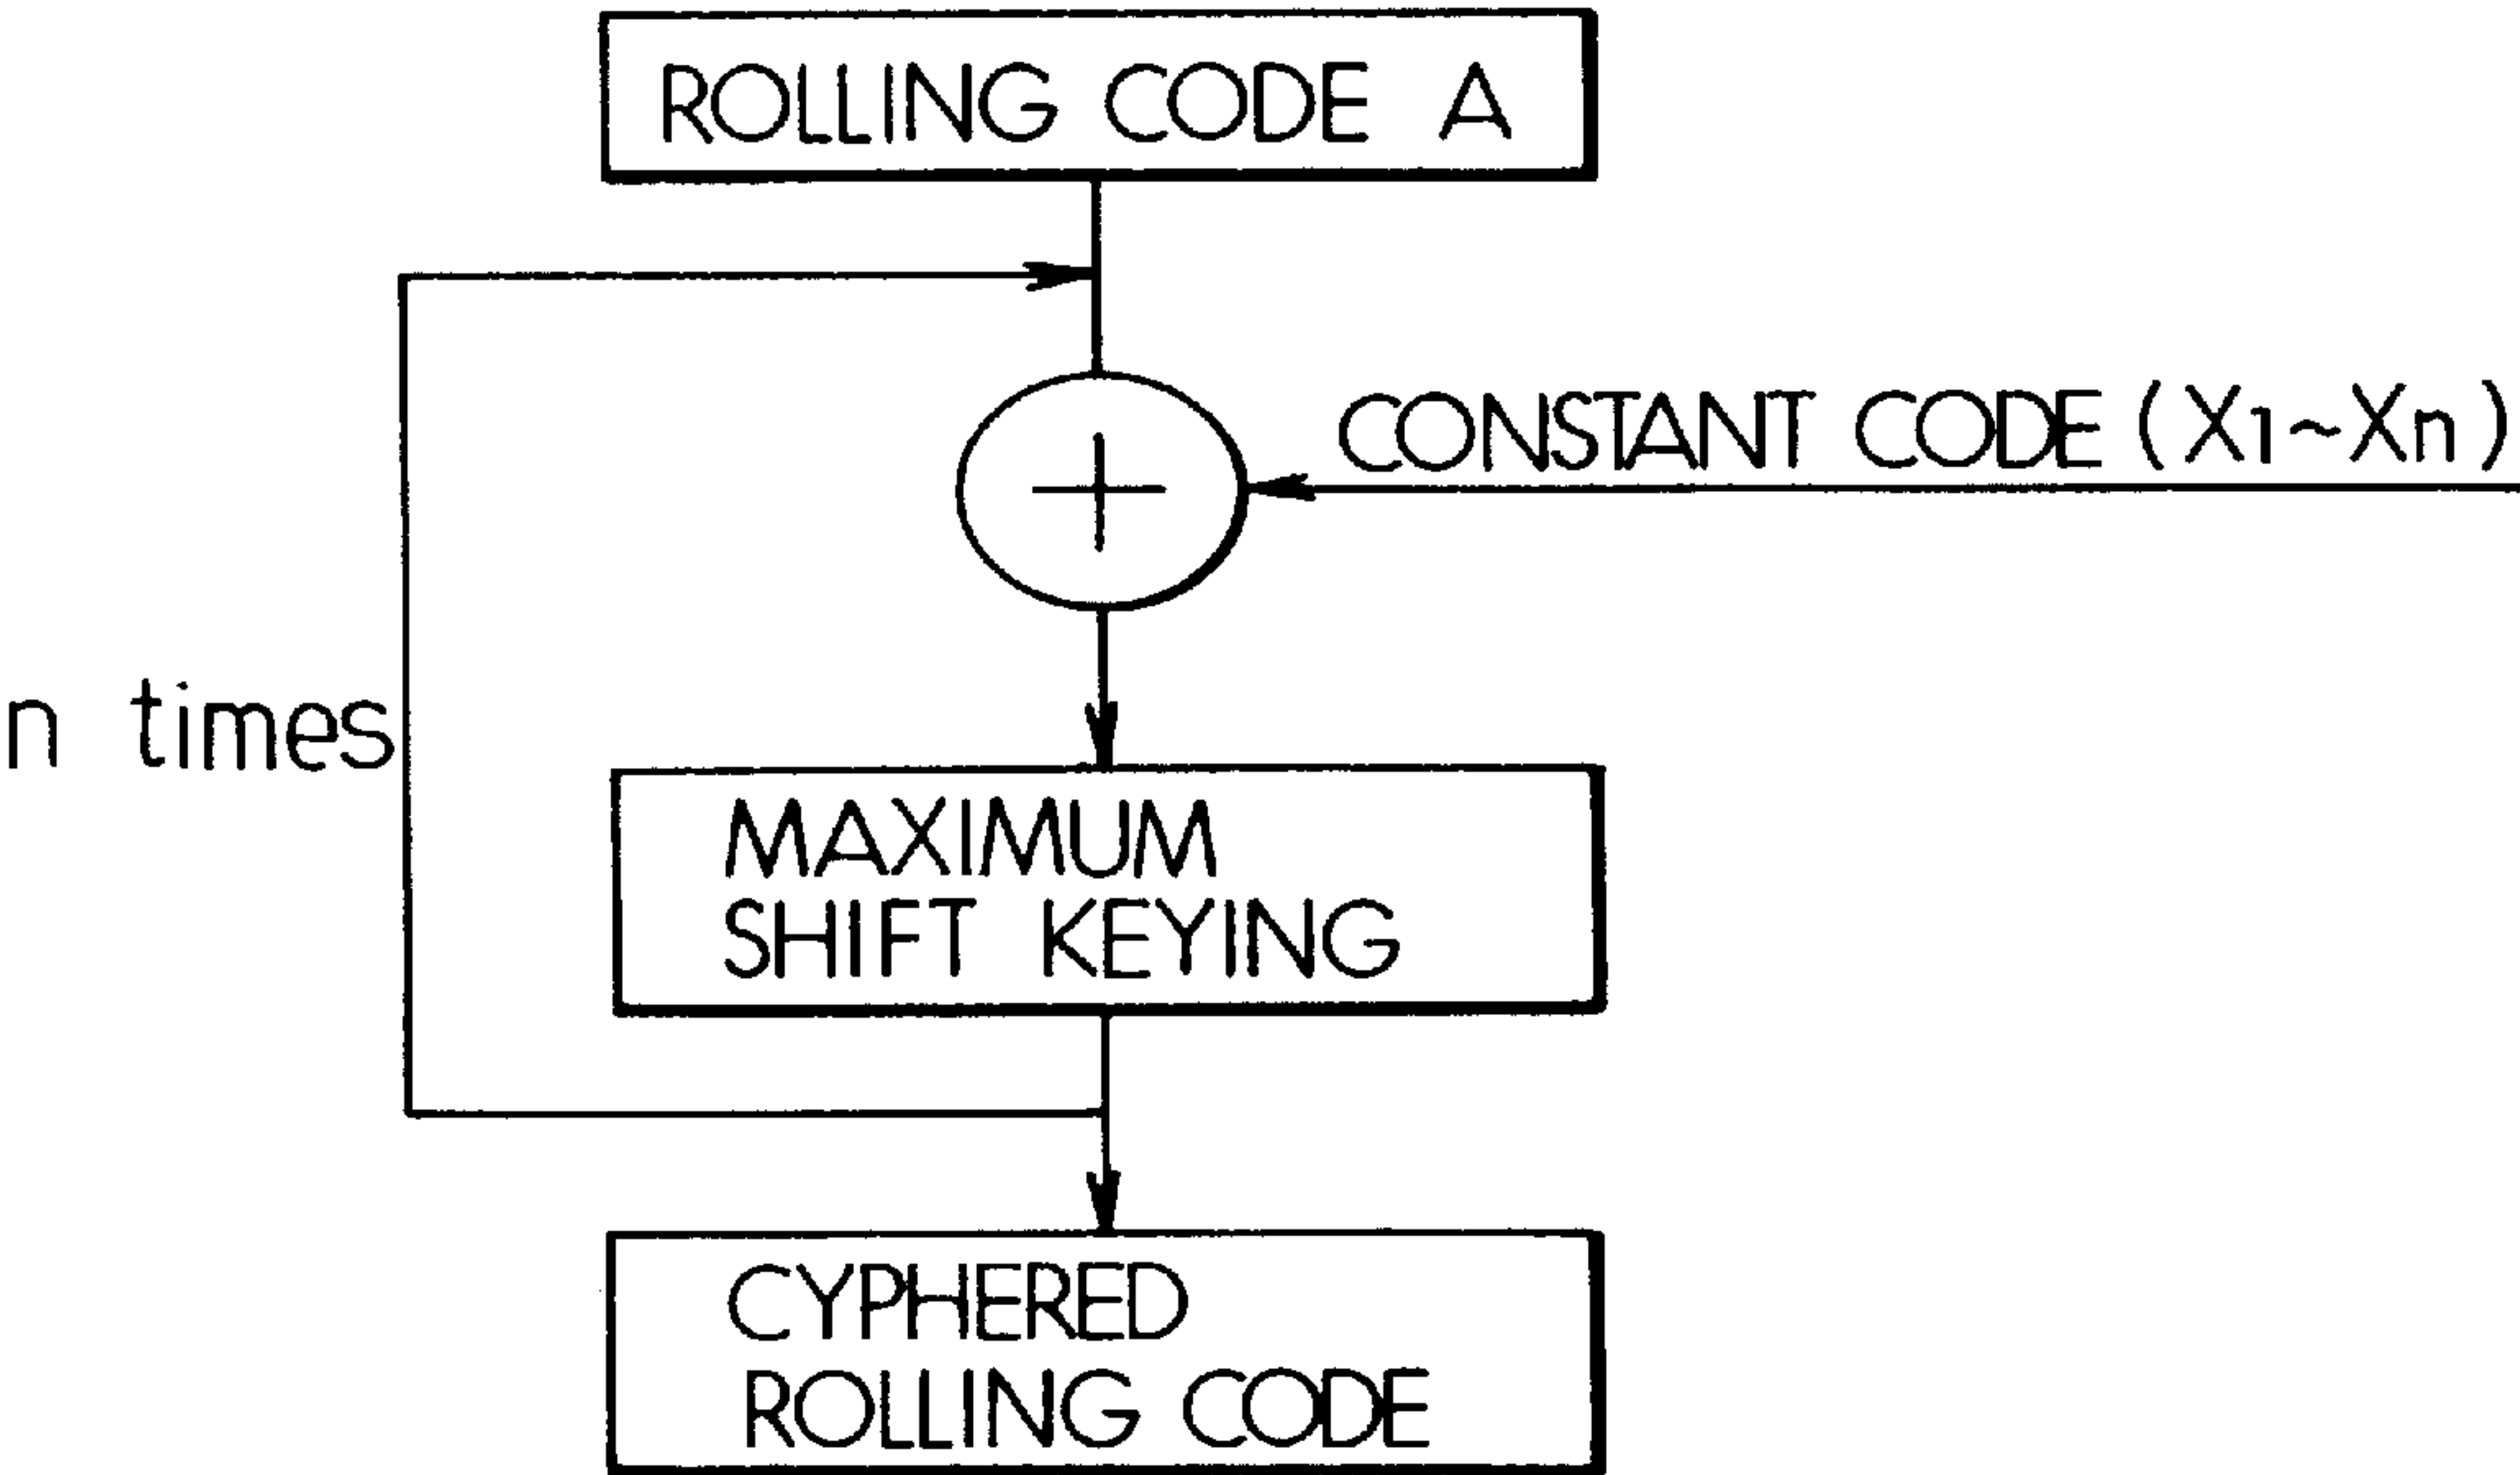 ROLLING CODE A
CONSTANT CODE (X1~Xn)
n times
MAXIMUM
SHIFT KEYING
CYPHERED
ROLLING CODE